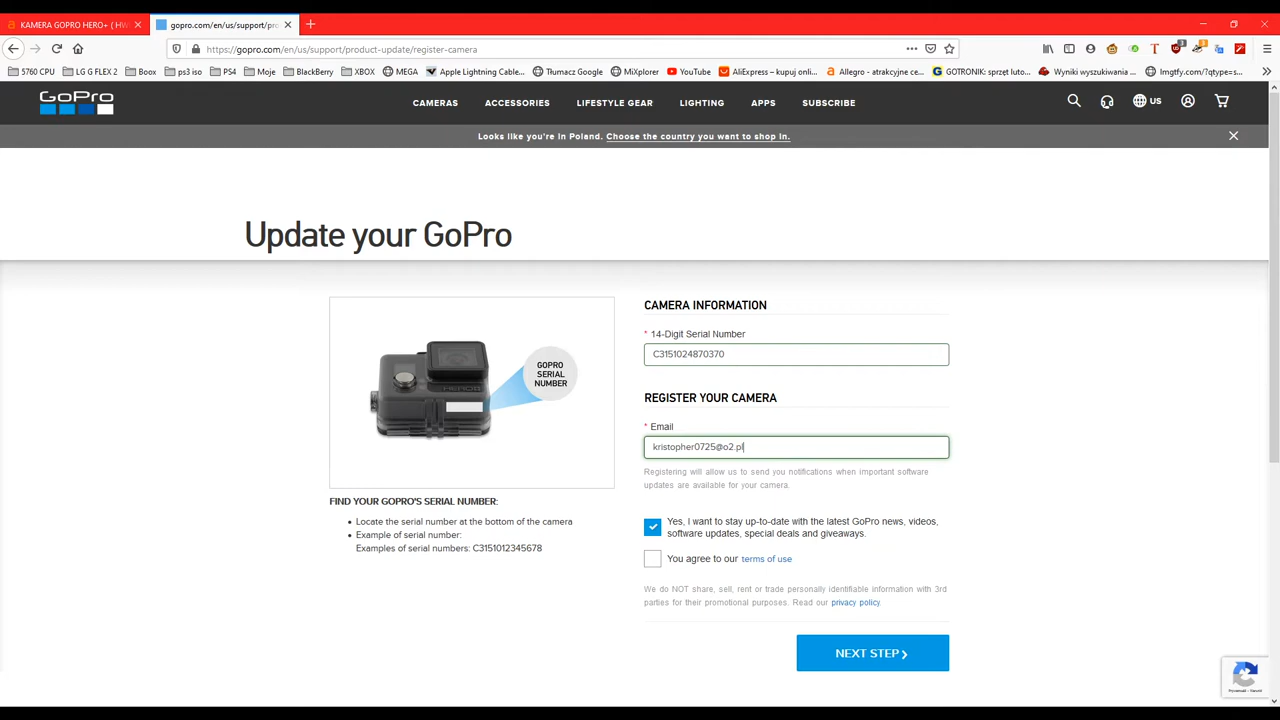 KAMERA GOPRO HERO+ ( HW
gopro.com/en/us/support/pro
https://gopro.com/en/us/support/product-update/register-camera
5760 CPU LG G FLEX 2 Boox ps3 iso PS4 Moje BlackBerry XBOX MEGA Apple Lightning Cable... Tłumacz Google MiXplorer YouTube AliExpress – kupuj onli... Allegro - atrakcyjne ce... GOTRONIK: sprzęt luto... Wyniki wyszukiwania ... Imgtfy.com/?qtype=s...
GoPro CAMERAS ACCESSORIES LIFESTYLE GEAR LIGHTING APPS SUBSCRIBE US
Looks like you're in Poland. Choose the country you want to shop in.
Update your GoPro
GOPRO
SERIAL
NUMBER
HERO5
FIND YOUR GOPRO'S SERIAL NUMBER:
• Locate the serial number at the bottom of the camera
• Example of serial number:
Examples of serial numbers: C3151012345678
CAMERA INFORMATION
* 14-Digit Serial Number
C3151024870370
REGISTER YOUR CAMERA
* Email
kristopher0725@o2.pl
Registering will allow us to send you notifications when important software
updates are available for your camera.
Yes, I want to stay up-to-date with the latest GoPro news, videos,
software updates, special deals and giveaways.
You agree to our terms of use
We do NOT share, sell, rent or trade personally identifiable information with 3rd
parties for their promotional purposes. Read our privacy policy.
NEXT STEP